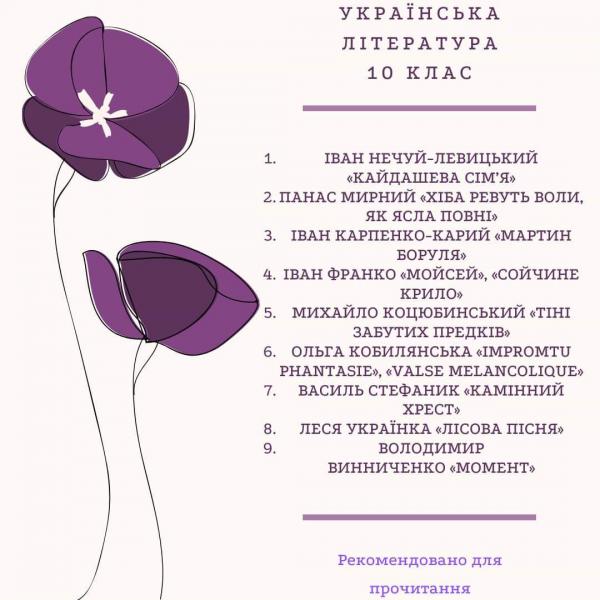 УКРАЇНСЬКА
ЛІТЕРАТУРА
10 КЛАС
1. ІВАН НЕЧУЙ-ЛЕВИЦЬКИЙ
«КАЙДАШЕВА СІМ'Я»
2. ПАНАС МИРНИЙ «ХІБА РЕВУТЬ ВОЛИ,
ЯК ЯСЛА ПОВНІ»
3. ІВАН КАРПЕНКО-КАРИЙ «МАРТИН
БОРУЛЯ»
4. ІВАН ФРАНКО «МОЙСЕЙ», «СОЙЧИНЕ
КРИЛО»
5. МИХАЙЛО КОЦЮБИНСЬКИЙ «ТІНІ
ЗАБУТИХ ПРЕДКІВ»
6. ОЛЬГА КОБИЛЯНСЬКА «IMPROMTU
PHANTASIE», «VALSE MELANCOLIQUE»
7. ВАСИЛЬ СТЕФАНИК «КАМІННИЙ
ХРЕСТ»
8. ЛЕСЯ УКРАЇНКА «ЛІСОВА ПІСНЯ»
9. ВОЛОДИМИР
ВИННИЧЕНКО «МОМЕНТ»
Рекомендовано для
прочитання